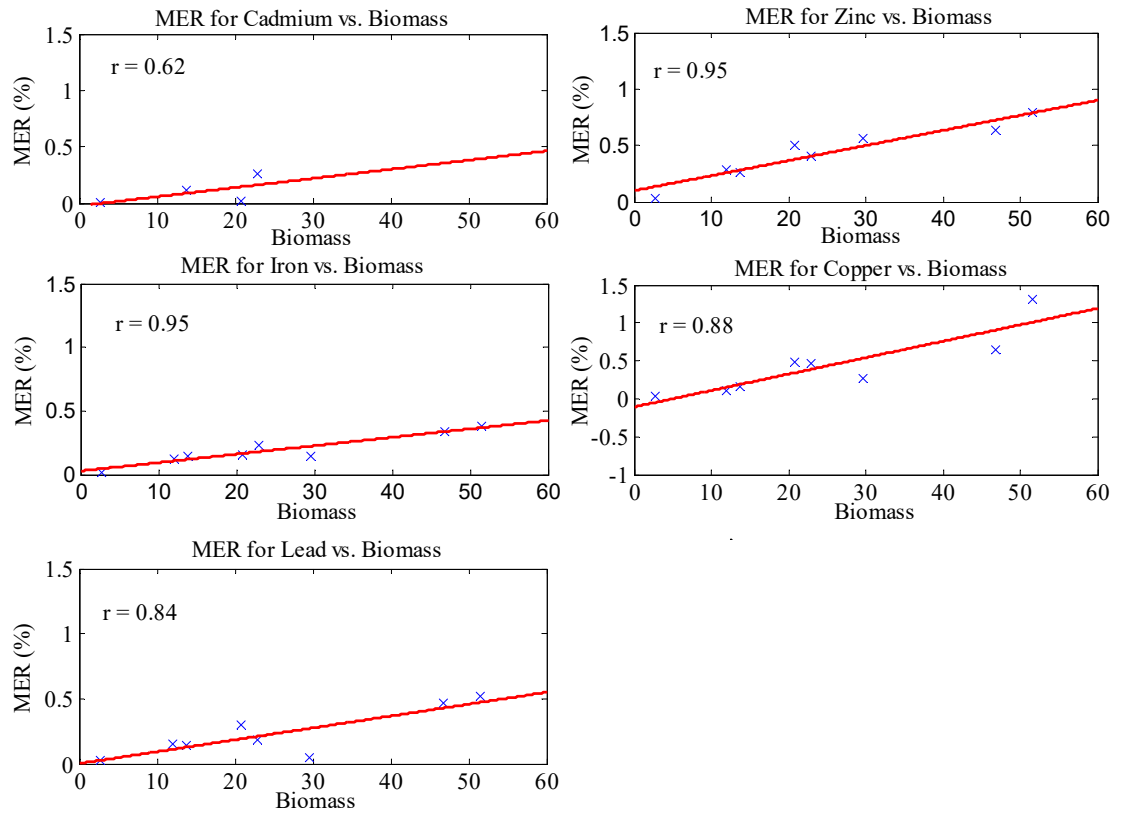 MER for Cadmium vs. Biomass
1.5
1
0.5
0
MER (%)
r = 0.62
0 10 20 30 40 50 60
Biomass
MER for Zinc vs. Biomass
1.5
1
0.5
0
MER (%)
r = 0.95
0 10 20 30 40 50 60
Biomass
MER for Iron vs. Biomass
1.5
1
0.5
0
MER (%)
r = 0.95
0 10 20 30 40 50 60
Biomass
MER for Copper vs. Biomass
1.5
1
0.5
0
-0.5
-1
MER (%)
r = 0.88
0 10 20 30 40 50 60
Biomass
MER for Lead vs. Biomass
1.5
1
0.5
0
MER (%)
r = 0.84
0 10 20 30 40 50 60
Biomass